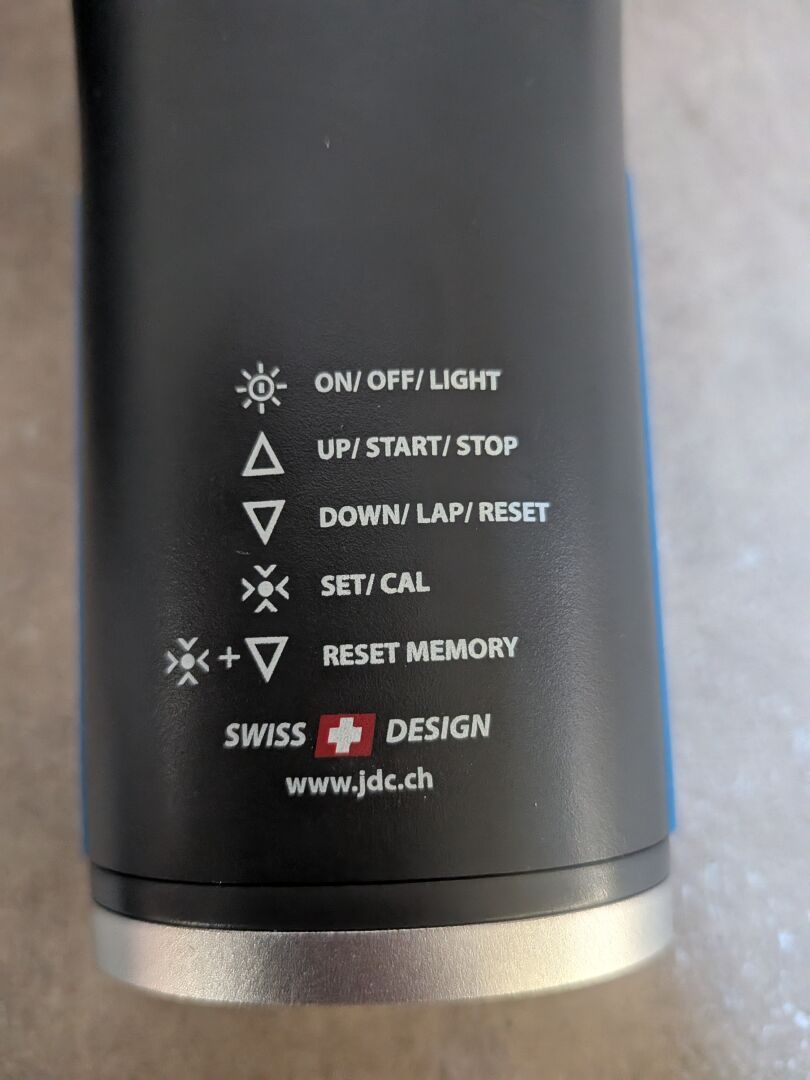 ON/ OFF/ LIGHT
UP/ START/ STOP
DOWN/ LAP/ RESET
SET/ CAL
+ RESET MEMORY
SWISS DESIGN
www.jdc.ch